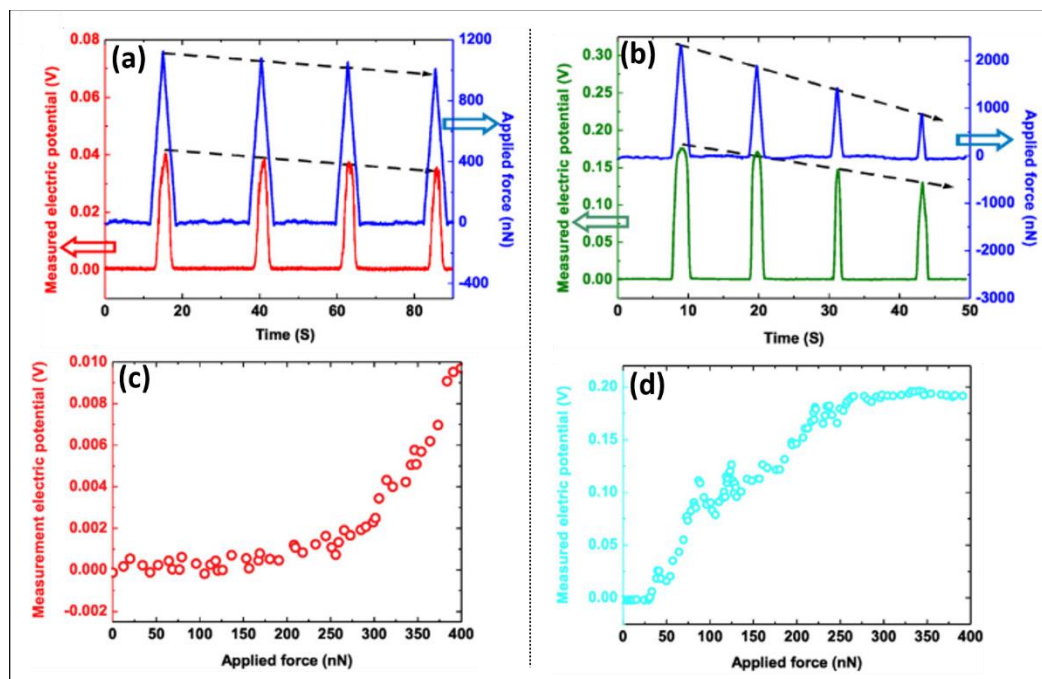 (a)
Measured electric potential (V)
0.08
0.06
0.04
0.02
0.00
1200
800
400
0
-400
Applied force (nN)
0 20 40 60 80
Time (S)
(b)
Measured electric potential (V)
0.30
0.25
0.20
0.15
0.10
0.05
0.00
2000
1000
0
-1000
-2000
-3000
Applied force (nN)
0 10 20 30 40 50
Time (S)
(c)
Measurement electric potential (V)
0.010
0.008
0.006
0.004
0.002
0.000
-0.002
0 50 100 150 200 250 300 350 400
Applied force (nN)
(d)
Measured eletric potential (V)
0.20
0.15
0.10
0.05
0.00
0 50 100 150 200 250 300 350 400
Applied force (nN)